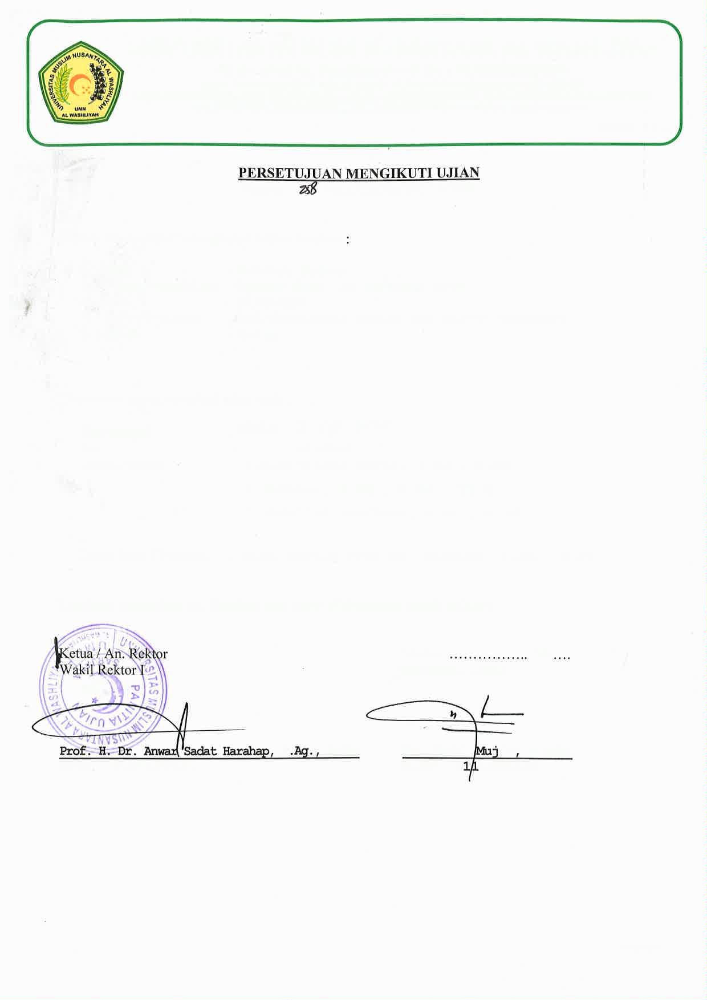 UNIVERSITAS MUSLIM NUSANTARA AL WASHLIYAH
UMN
AL WASHLIYAH
PERSETUJUAN MENGIKUTI UJIAN
258
:
Ketua / An. Rektor
Wakil Rektor I
................. ....
UNIVERSITAS MUSLIM NUSANTARA AL WASHLIYAH
PANITIA UJIAN
Prof. H. Dr. Anwar Sadat Harahap, .Ag.,
Muj ,
11